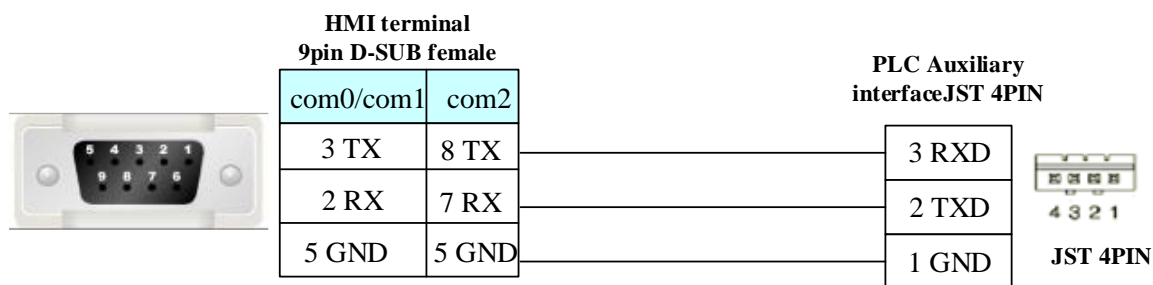 HMI terminal
9pin D-SUB female
PLC Auxiliary
interfaceJST 4PIN
com0/com1 com2
5 4 3 2 1
9 8 7 6
3 TX 8 TX 3 RXD
2 RX 7 RX 2 TXD
4 3 2 1
5 GND 5 GND 1 GND
JST 4PIN